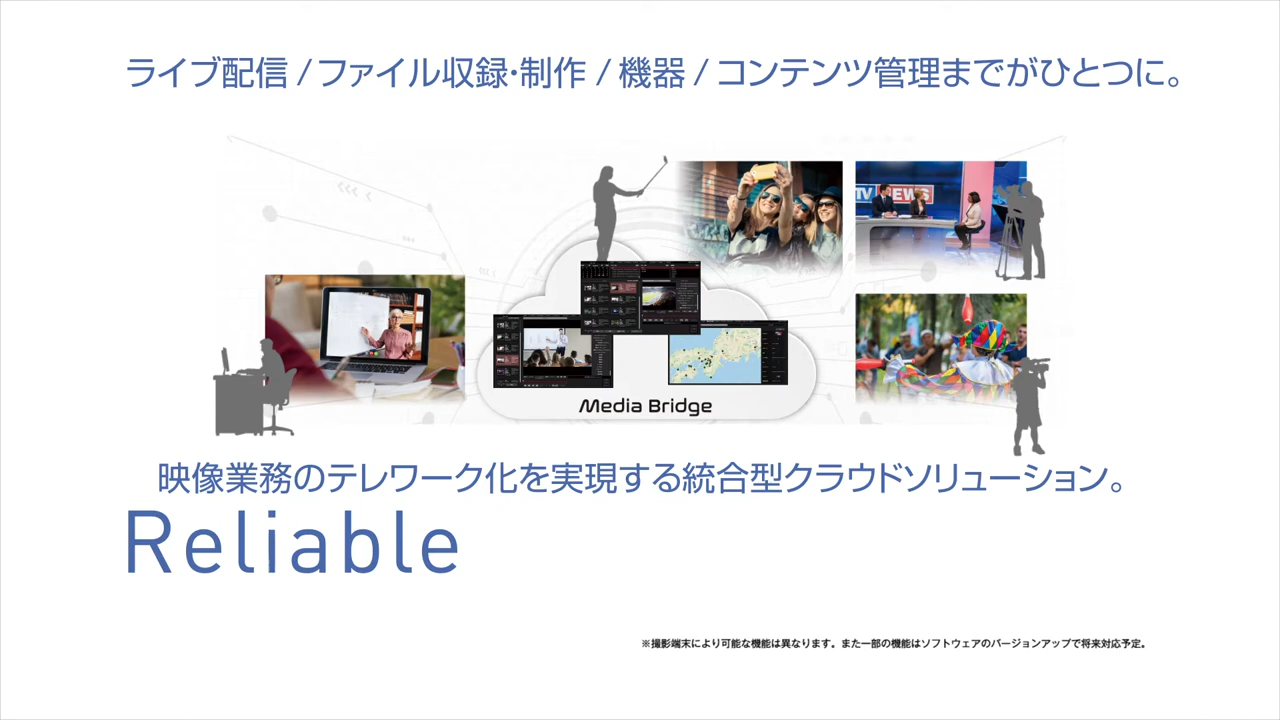 ライブ配信 / ファイル収録・制作 / 機器 / コンテンツ管理までがひとつに。
TV NEWS
Media Bridge
映像業務のテレワーク化を実現する統合型クラウドソリューション。
Reliable
※撮影端末により可能な機能は異なります。また一部の機能はソフトウェアのバージョンアップで将来対応予定。